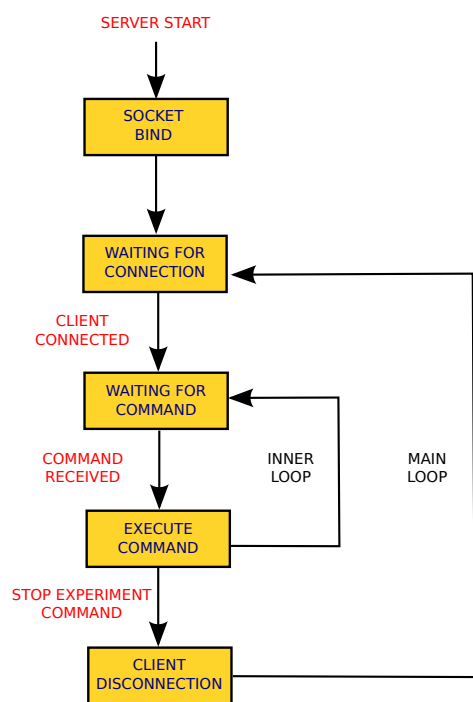 SERVER START
SOCKET
BIND
WAITING FOR
CONNECTION
CLIENT
CONNECTED
WAITING FOR
COMMAND
COMMAND
RECEIVED
INNER
LOOP
MAIN
LOOP
EXECUTE
COMMAND
STOP EXPERIMENT
COMMAND
CLIENT
DISCONNECTION